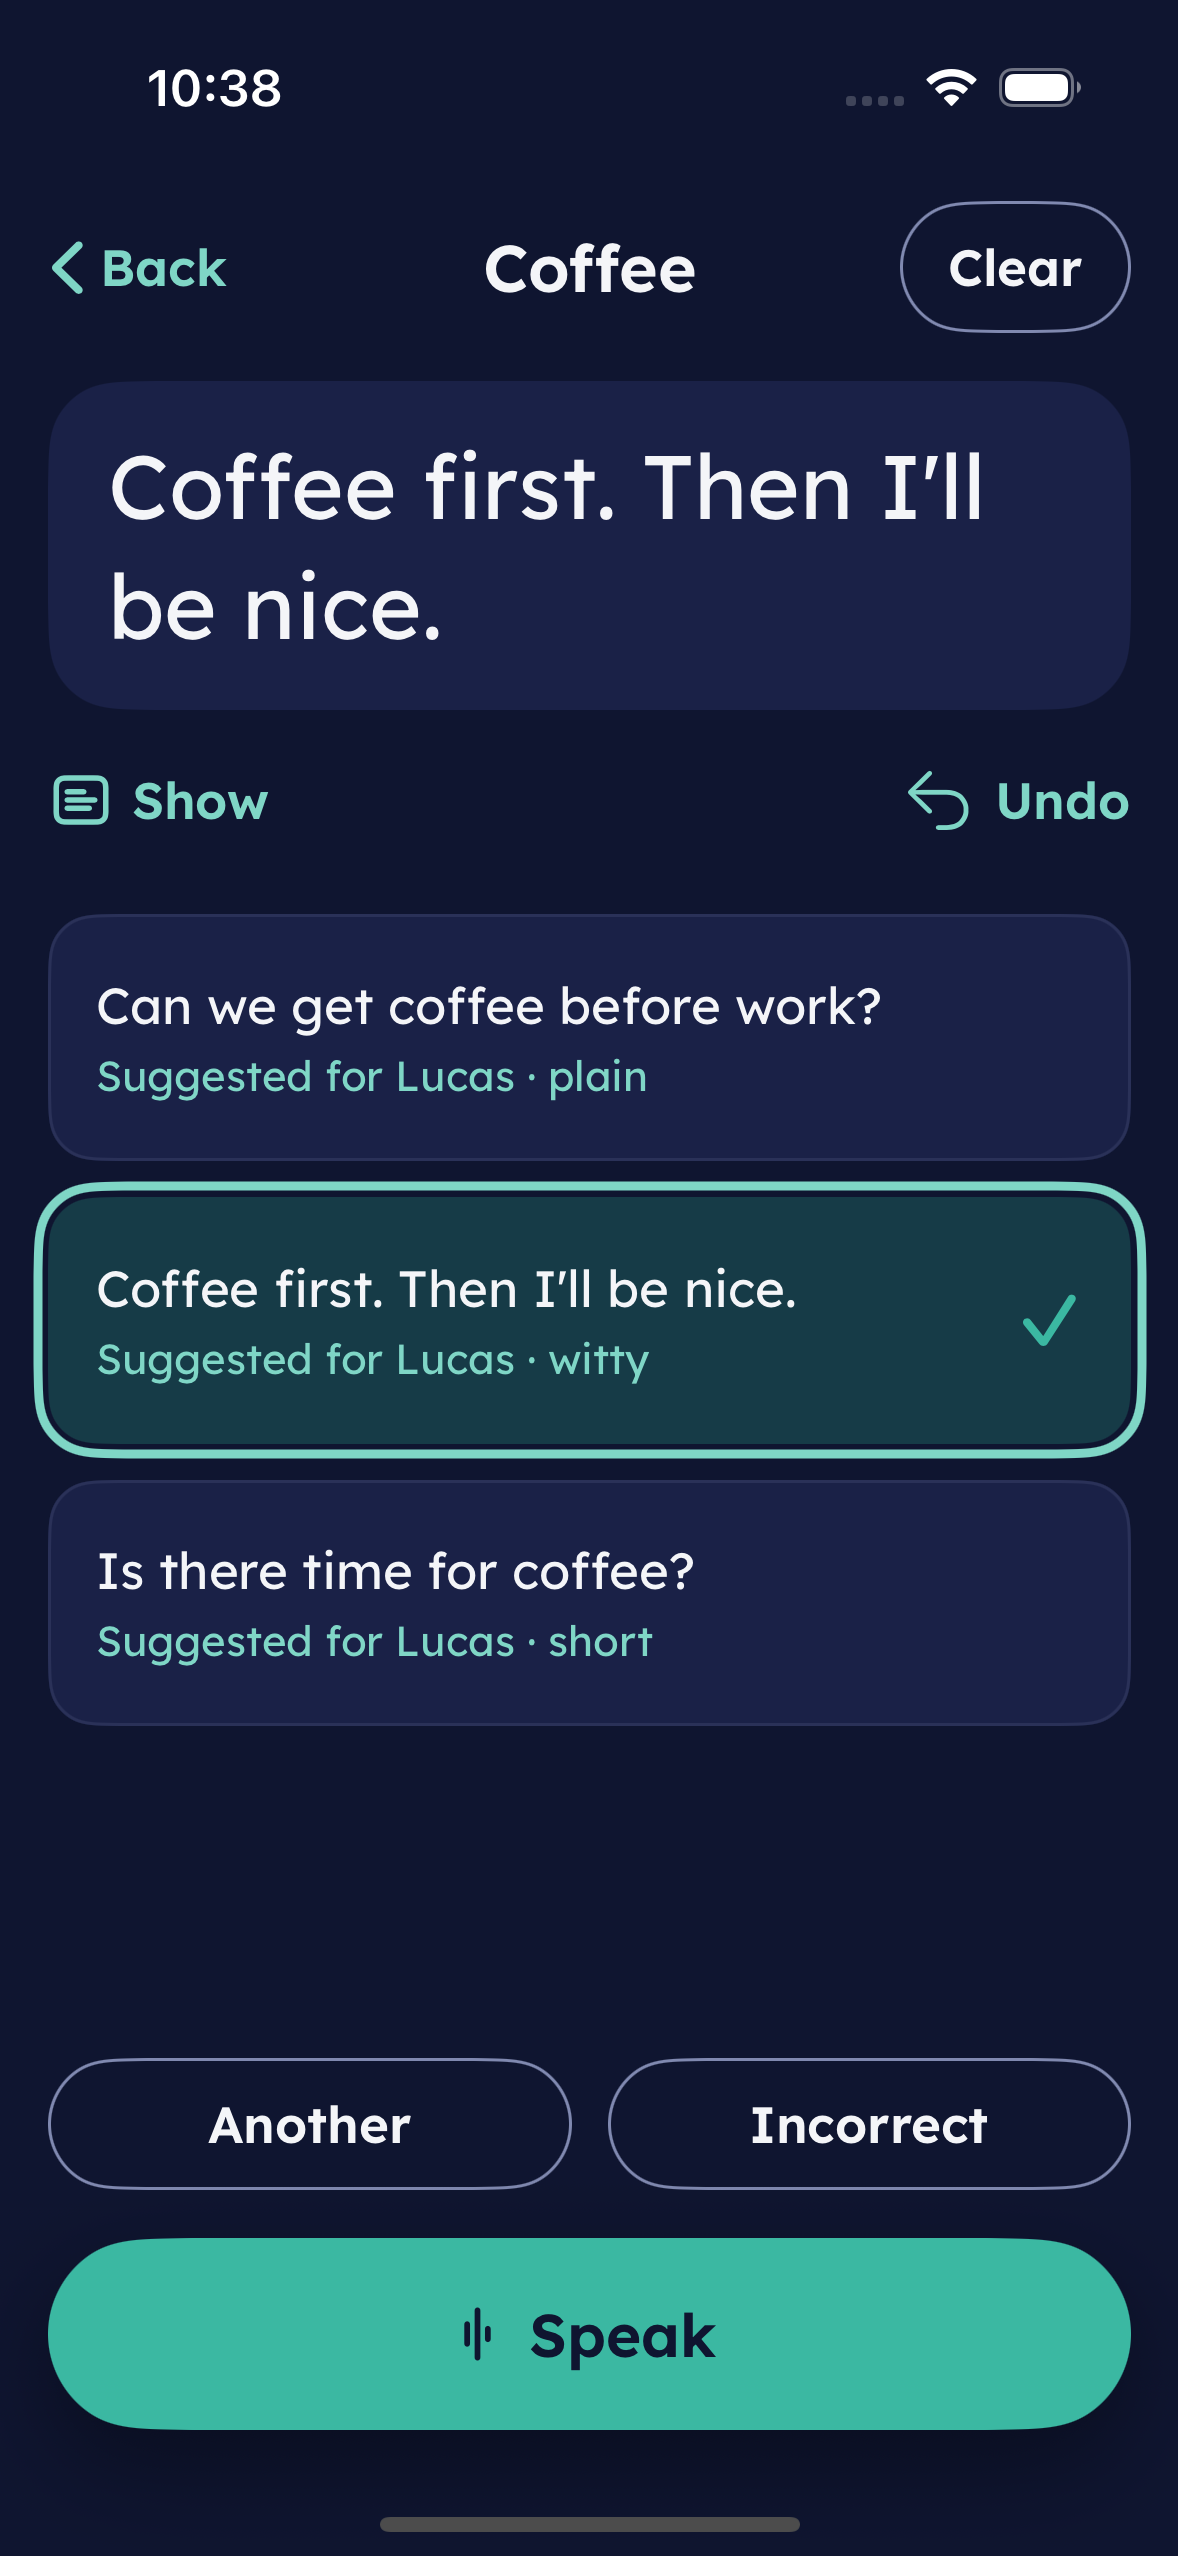 10:38
Back
Coffee
Clear
Coffee first. Then I'll
be nice.
Show
Undo
Can we get coffee before work?
Suggested for Lucas · plain
Coffee first. Then I'll be nice.
Suggested for Lucas · witty
Is there time for coffee?
Suggested for Lucas · short
Another
Incorrect
Speak